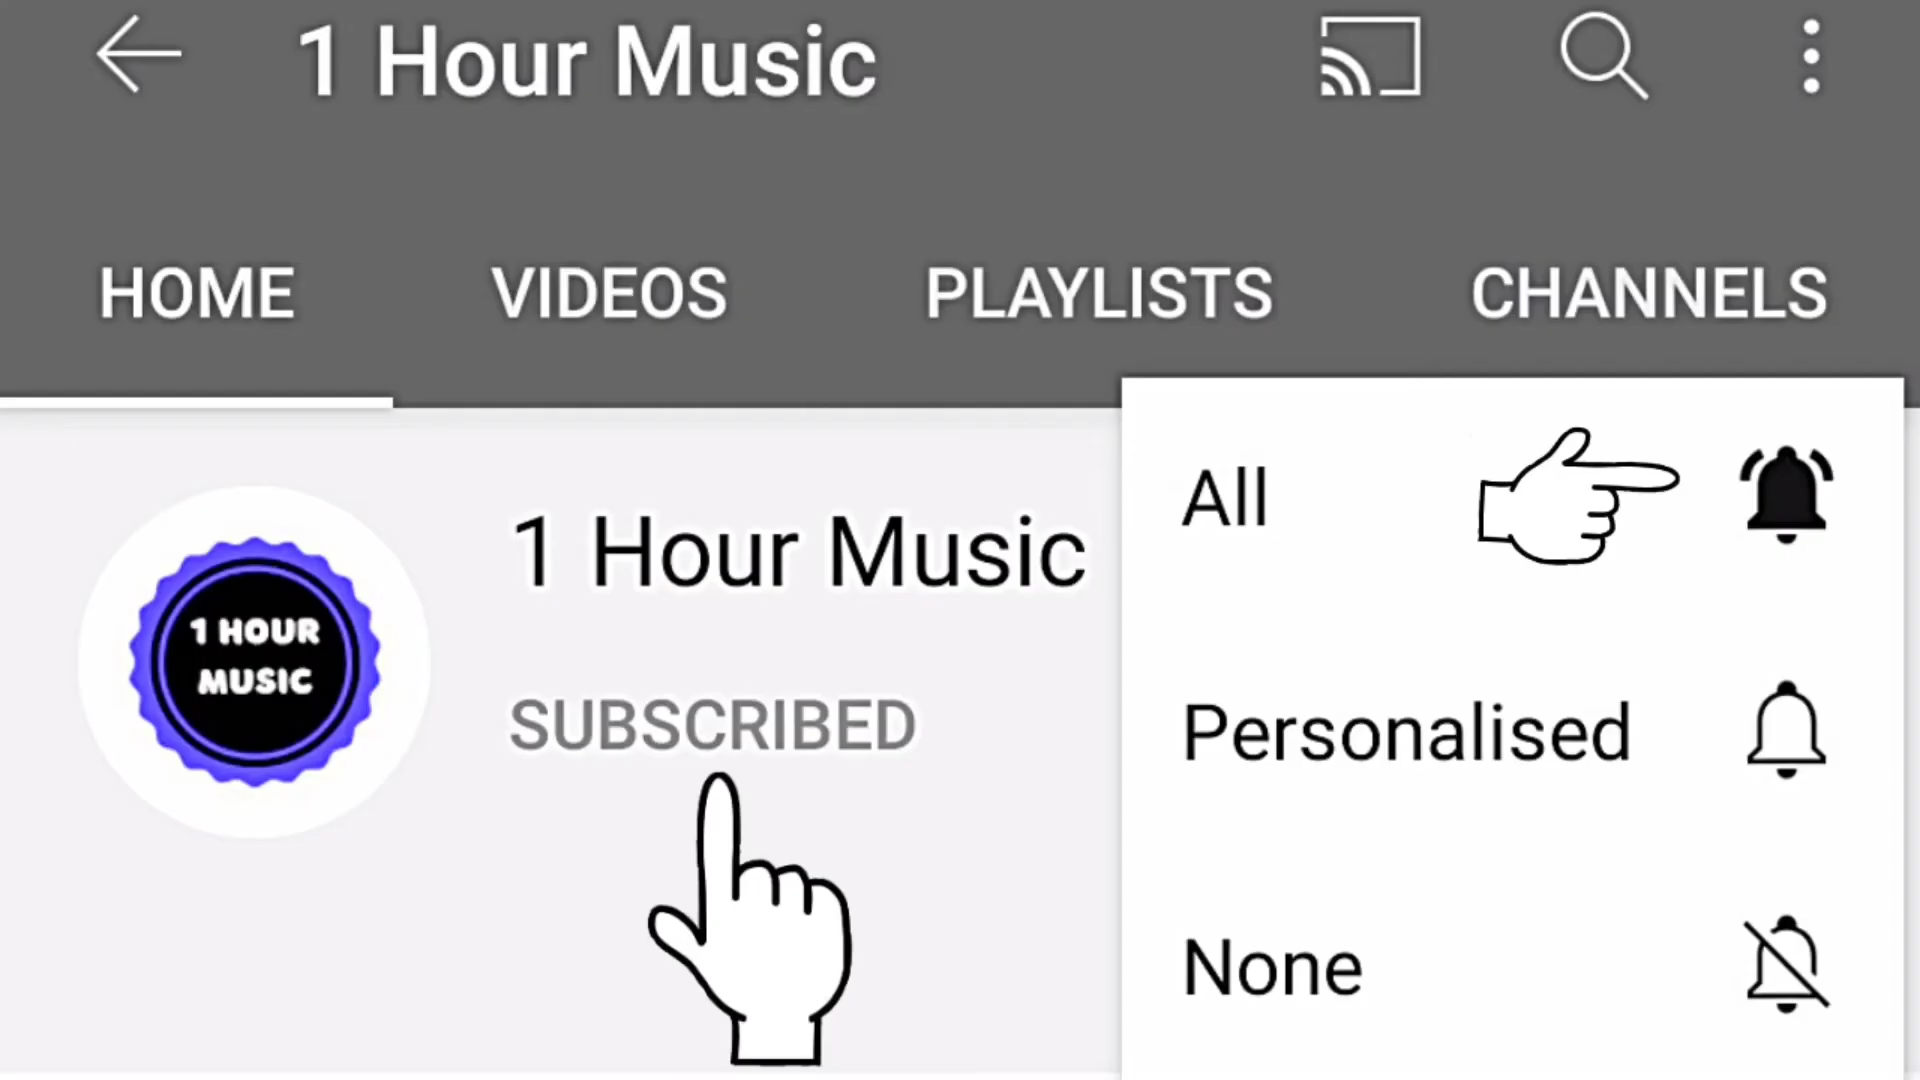 1 Hour Music
HOME VIDEOS PLAYLISTS CHANNELS
1 Hour Music
SUBSCRIBED
1 HOUR
MUSIC
All
Personalised
None